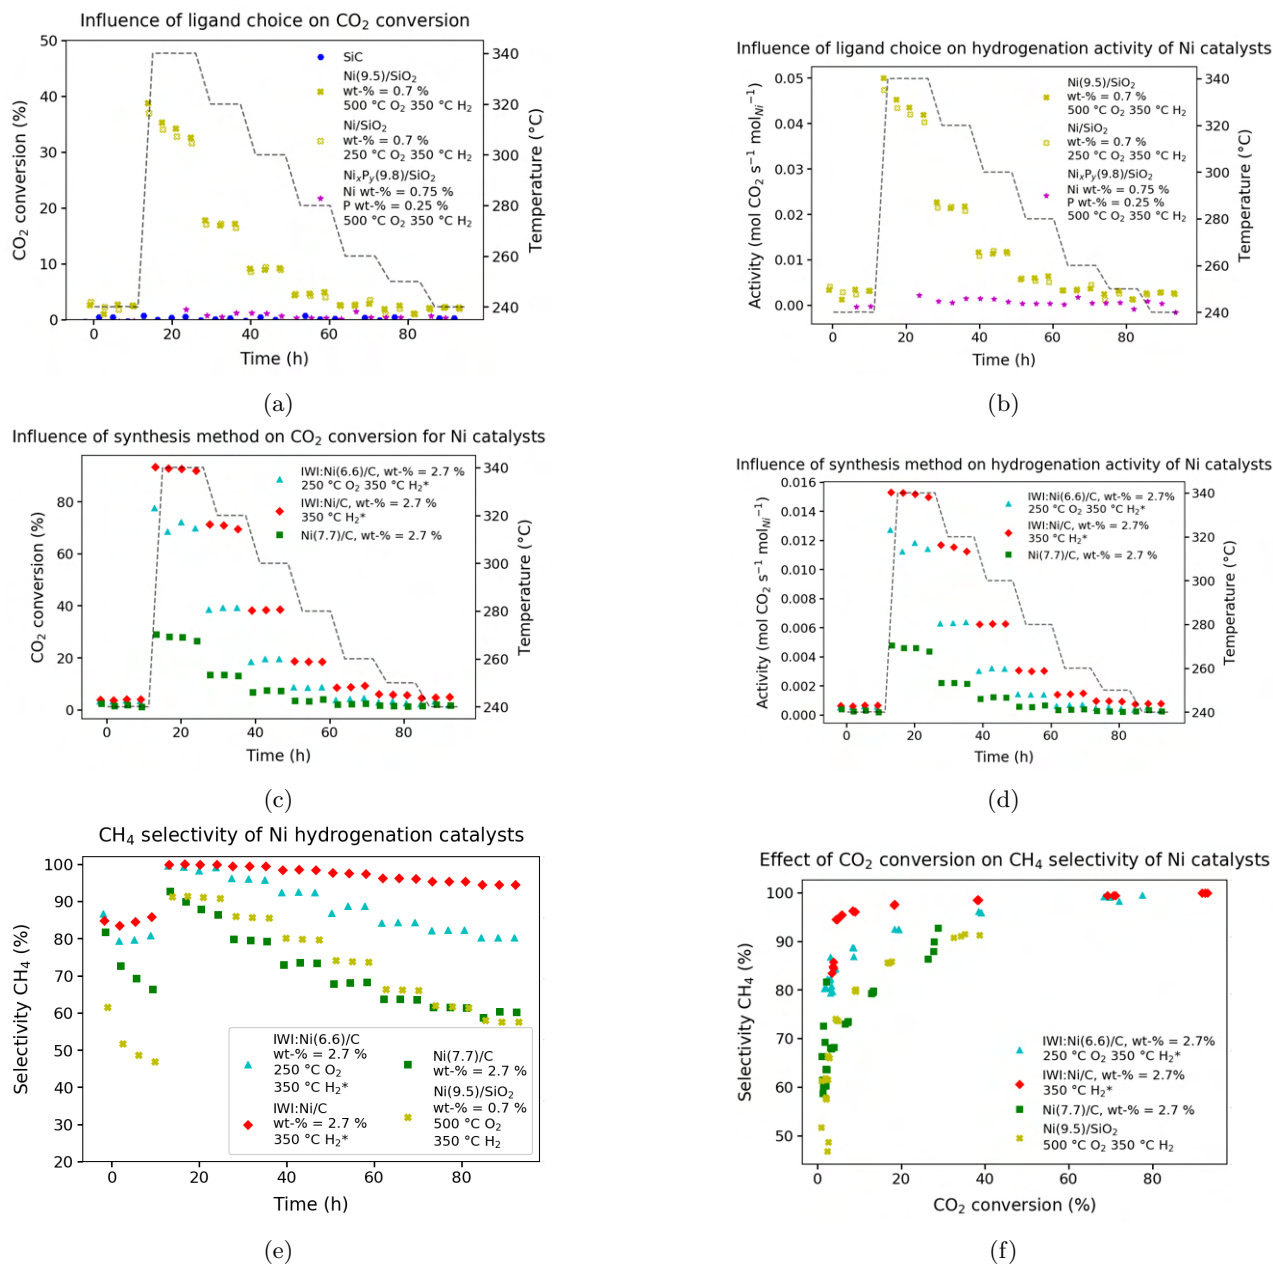 Influence of ligand choice on CO₂ conversion
CO₂ conversion (%)
50
40
30
20
10
0
SiC
Ni(9.5)/SiO₂
wt-% = 0.7 %
500 °C O₂ 350 °C H₂
Ni/SiO₂
wt-% = 0.7 %
250 °C O₂ 350 °C H₂
NiₓPᵧ(9.8)/SiO₂
Ni wt-% = 0.75 %
P wt-% = 0.25 %
500 °C O₂ 350 °C H₂
340
320
300
280
260
240
Temperature (°C)
0 20 40 60 80
Time (h)
(a)
Influence of ligand choice on hydrogenation activity of Ni catalysts
Activity (mol CO₂ s⁻¹ mol_Ni⁻¹)
0.05
0.04
0.03
0.02
0.01
0.00
Ni(9.5)/SiO₂
wt-% = 0.7 %
500 °C O₂ 350 °C H₂
Ni/SiO₂
wt-% = 0.7 %
250 °C O₂ 350 °C H₂
NiₓPᵧ(9.8)/SiO₂
Ni wt-% = 0.75 %
P wt-% = 0.25 %
500 °C O₂ 350 °C H₂
340
320
300
280
260
240
Temperature (°C)
0 20 40 60 80
Time (h)
(b)
Influence of synthesis method on CO₂ conversion for Ni catalysts
CO₂ conversion (%)
80
60
40
20
0
IWI:Ni(6.6)/C, wt-% = 2.7 %
250 °C O₂ 350 °C H₂*
IWI:Ni/C, wt-% = 2.7 %
350 °C H₂*
Ni(7.7)/C, wt-% = 2.7 %
340
320
300
280
260
240
Temperature (°C)
0 20 40 60 80
Time (h)
(c)
Influence of synthesis method on hydrogenation activity of Ni catalysts
Activity (mol CO₂ s⁻¹ mol_Ni⁻¹)
0.016
0.014
0.012
0.010
0.008
0.006
0.004
0.002
0.000
IWI:Ni(6.6)/C, wt-% = 2.7%
250 °C O₂ 350 °C H₂*
IWI:Ni/C, wt-% = 2.7%
350 °C H₂*
Ni(7.7)/C, wt-% = 2.7 %
340
320
300
280
260
240
Temperature (°C)
0 20 40 60 80
Time (h)
(d)
CH₄ selectivity of Ni hydrogenation catalysts
Selectivity CH₄ (%)
100
90
80
70
60
50
40
30
20
IWI:Ni(6.6)/C
wt-% = 2.7 %
250 °C O₂
350 °C H₂*
IWI:Ni/C
wt-% = 2.7 %
350 °C H₂*
Ni(7.7)/C
wt-% = 2.7 %
Ni(9.5)/SiO₂
wt-% = 0.7 %
500 °C O₂
350 °C H₂
0 20 40 60 80
Time (h)
(e)
Effect of CO₂ conversion on CH₄ selectivity of Ni catalysts
Selectivity CH₄ (%)
100
90
80
70
60
50
IWI:Ni(6.6)/C, wt-% = 2.7%
250 °C O₂ 350 °C H₂*
IWI:Ni/C, wt-% = 2.7%
350 °C H₂*
Ni(7.7)/C, wt-% = 2.7 %
Ni(9.5)/SiO₂
500 °C O₂ 350 °C H₂
0 20 40 60 80
CO₂ conversion (%)
(f)